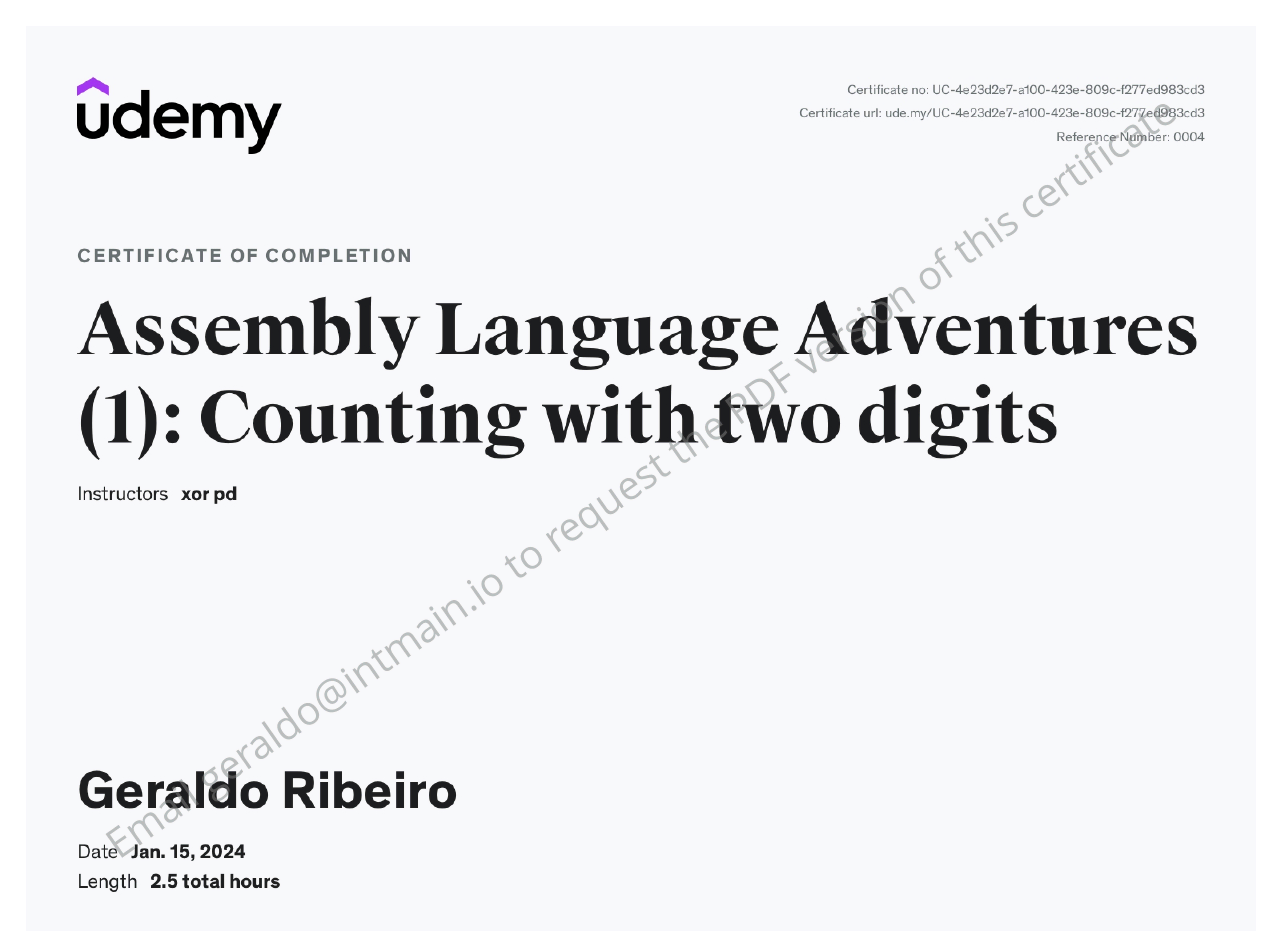 udemy
Certificate no: UC-4e23d2e7-a100-423e-809c-f277ed983cd3
Certificate url: ude.my/UC-4e23d2e7-a100-423e-809c-f277ed983cd3
Reference Number: 0004
CERTIFICATE OF COMPLETION
Assembly Language Adventures
(1): Counting with two digits
Instructors xor pd
Email geraldo@intmain.io to request the PDF version of this certificate
Geraldo Ribeiro
Date Jan. 15, 2024
Length 2.5 total hours